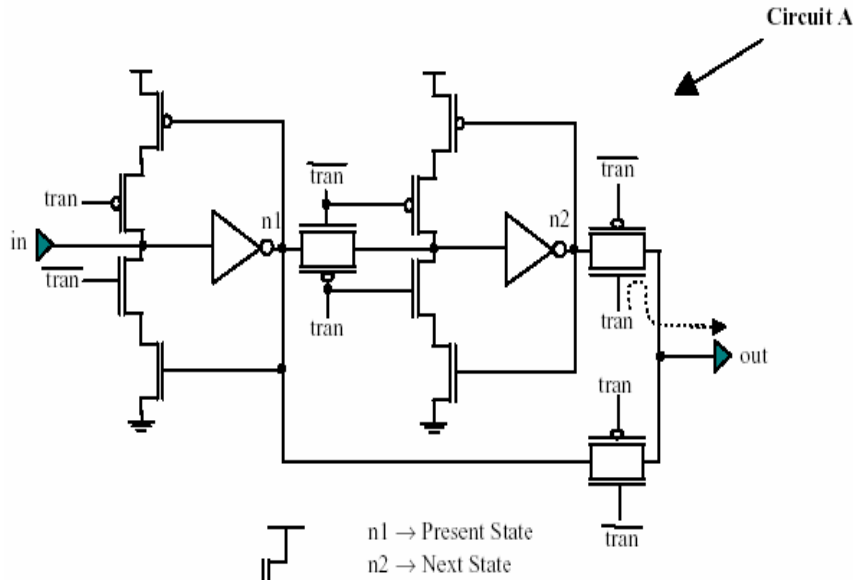 Circuit A
tran
tran
tran
n1
n2
in
tran
tran
tran
out
tran
tran
n1 → Present State
n2 → Next State